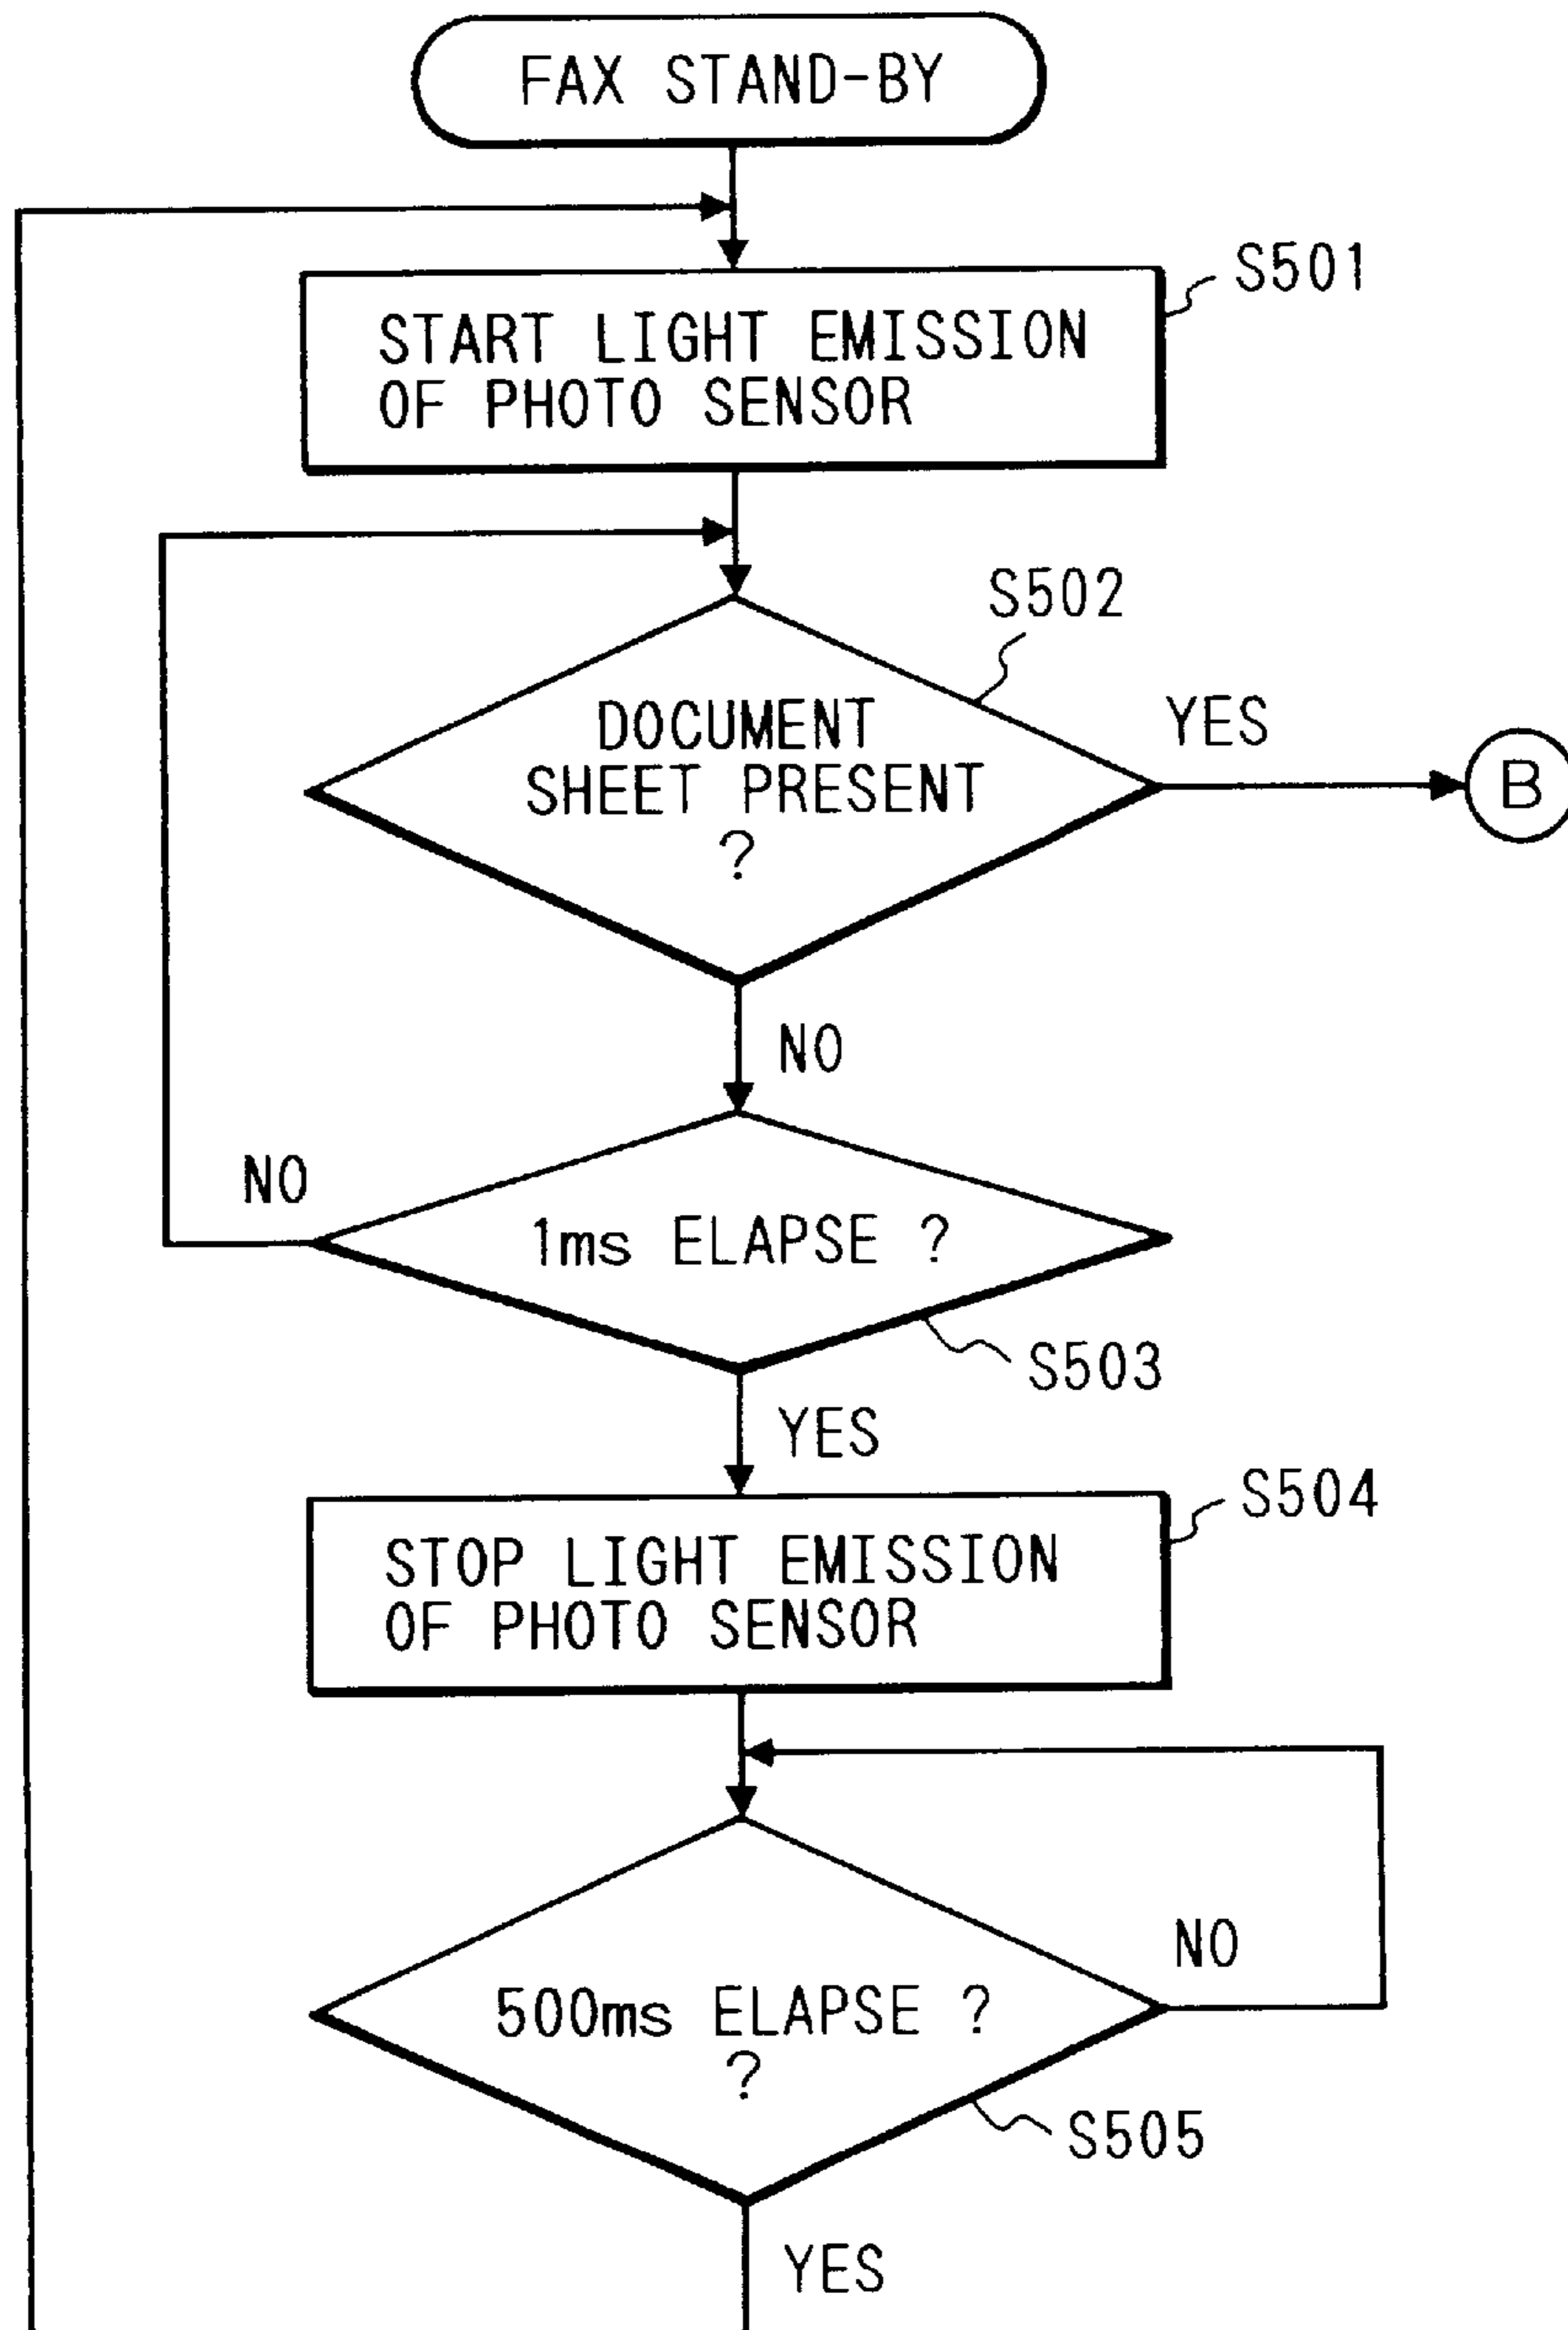 FAX STAND-BY
S501
START LIGHT EMISSION
OF PHOTO SENSOR
S502
DOCUMENT
SHEET PRESENT
?
YES
B
NO
NO
1ms ELAPSE ?
S503
YES
S504
STOP LIGHT EMISSION
OF PHOTO SENSOR
NO
500ms ELAPSE ?
?
S505
YES